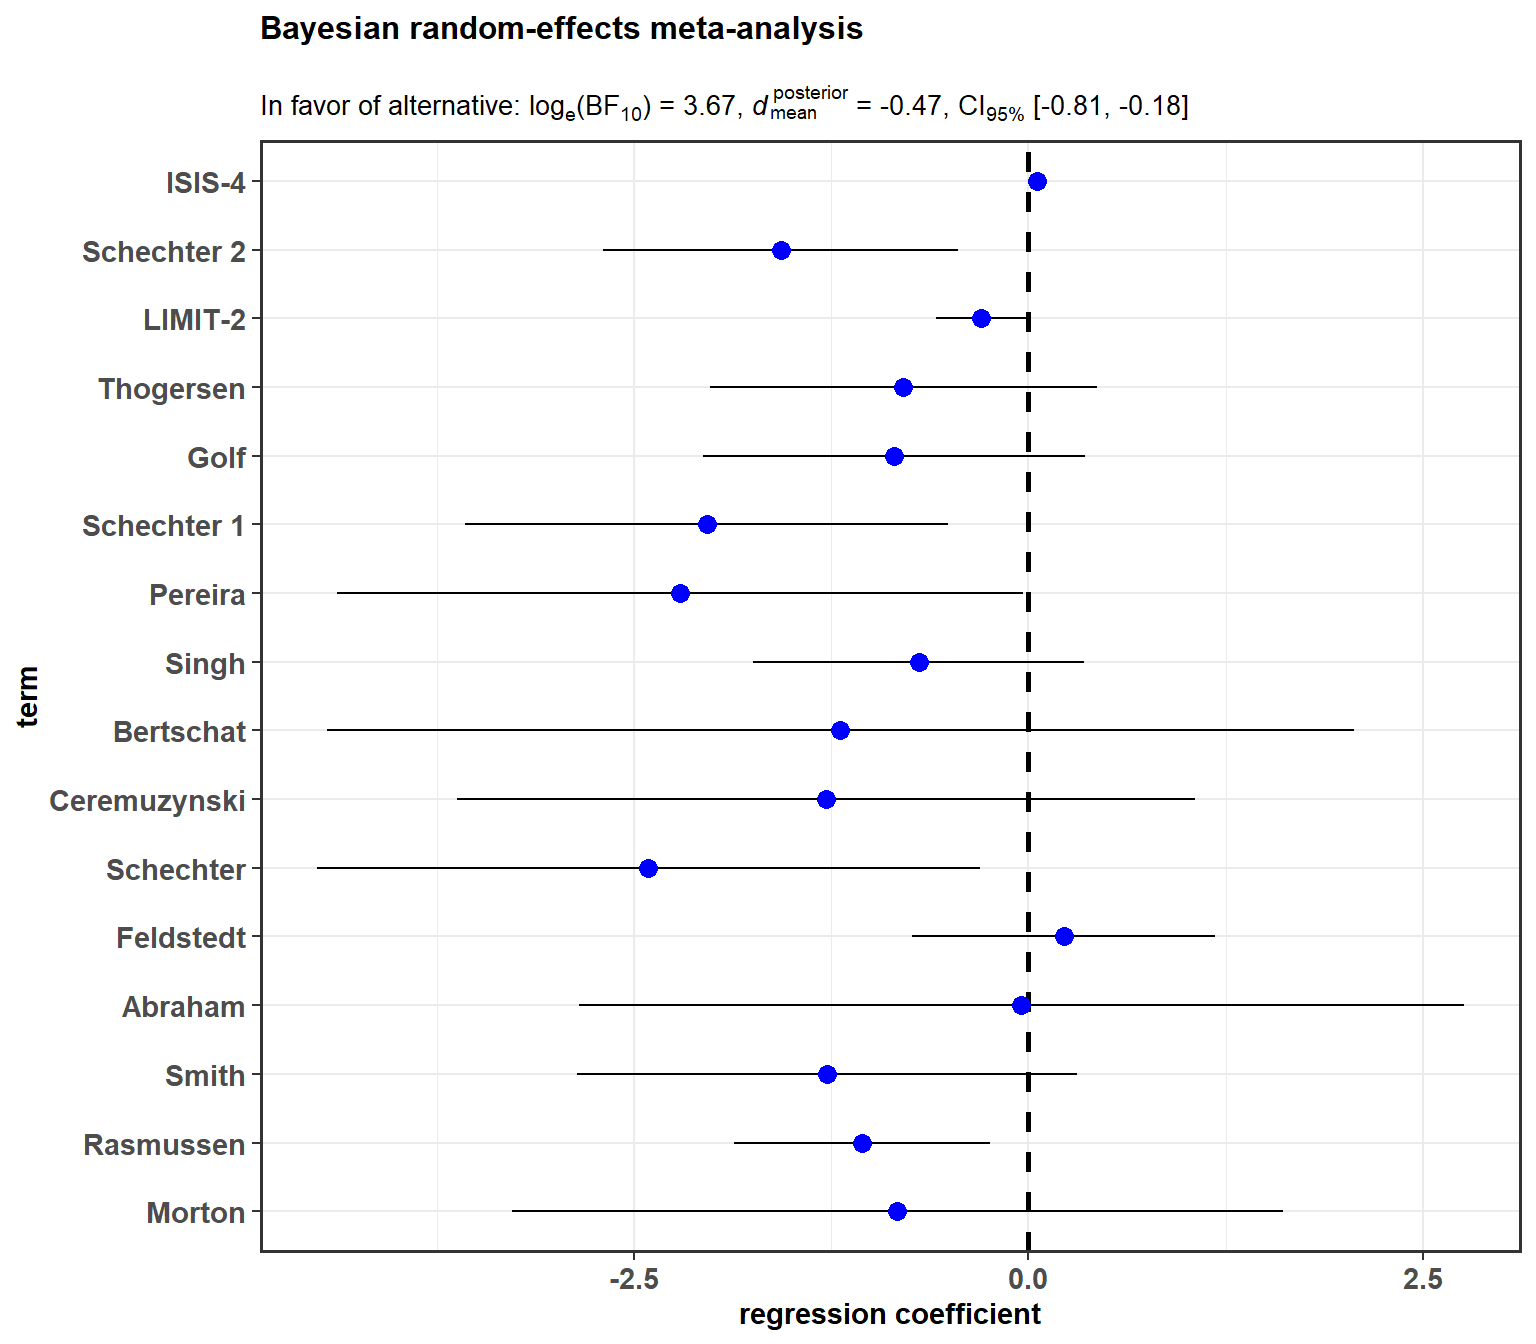 Bayesian random-effects meta-analysis
In favor of alternative: logₑ(BF₁₀) = 3.67, d posterior mean = -0.47, CI₉₅% [-0.81, -0.18]
ISIS-4
Schechter 2
LIMIT-2
Thogersen
Golf
Schechter 1
Pereira
Singh
Bertschat
Ceremuzynski
Schechter
Feldstedt
Abraham
Smith
Rasmussen
Morton
term
-2.5 0.0 2.5
regression coefficient